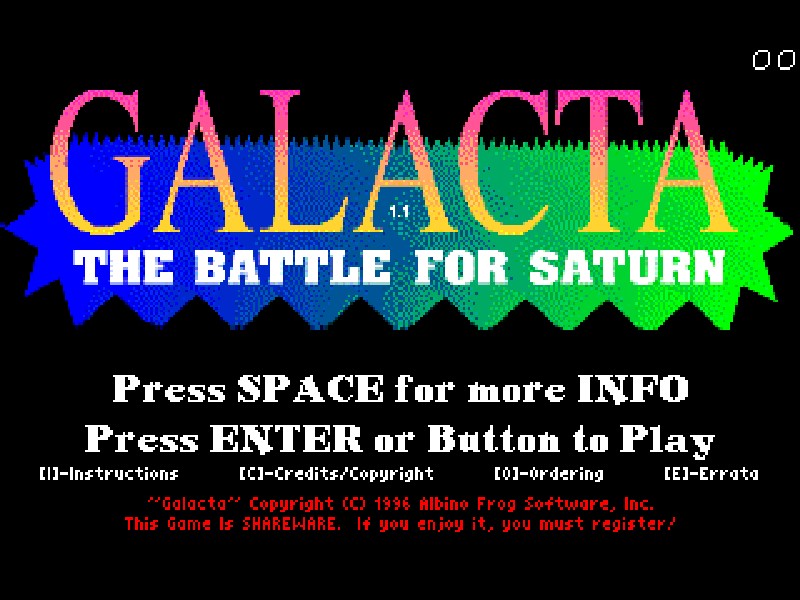 00
GALACTA
1.1
THE BATTLE FOR SATURN
Press SPACE for more INFO
Press ENTER or Button to Play
[I]-Instructions [C]-Credits/Copyright [O]-Ordering [E]-Errata
~Galacta~ Copyright (C) 1996 Albino Frog Software, Inc.
This Game Is SHAREWARE. If you enjoy it, you must register!